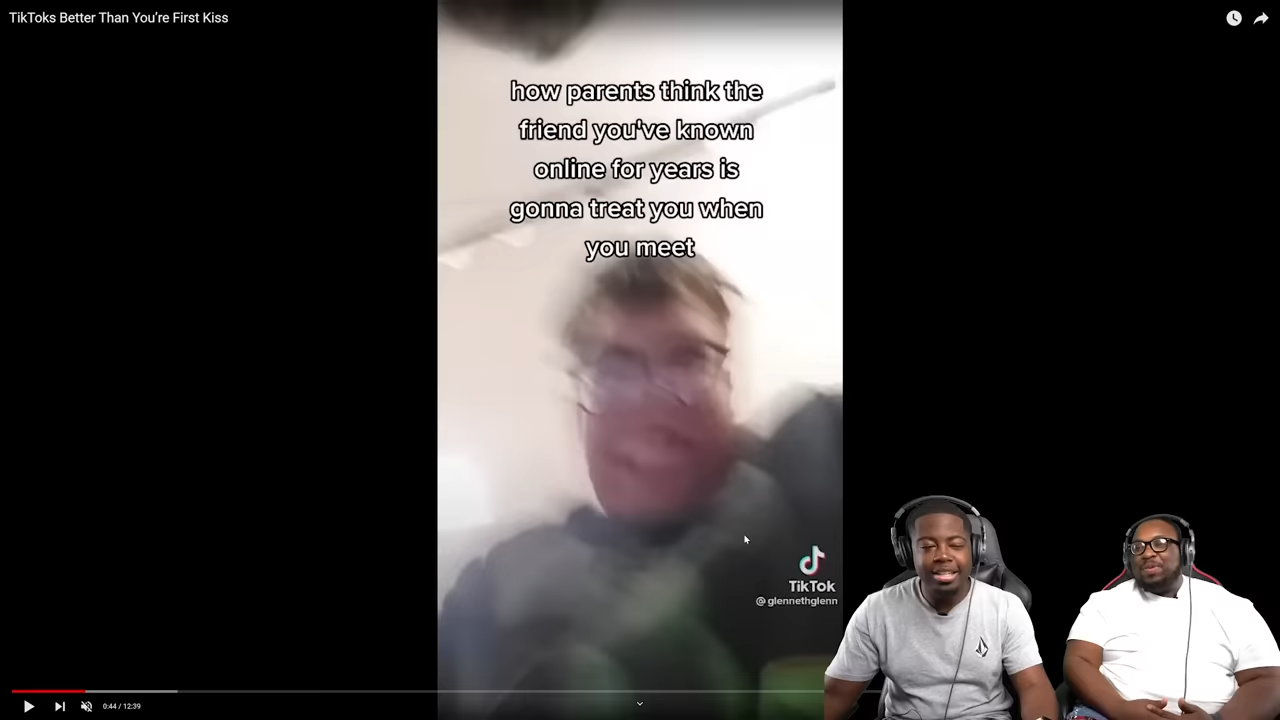 TikToks Better Than You're First Kiss
how parents think the
friend you've known
online for years is
gonna treat you when
you meet
TikTok
@glennethglenn
0:44 / 12:39